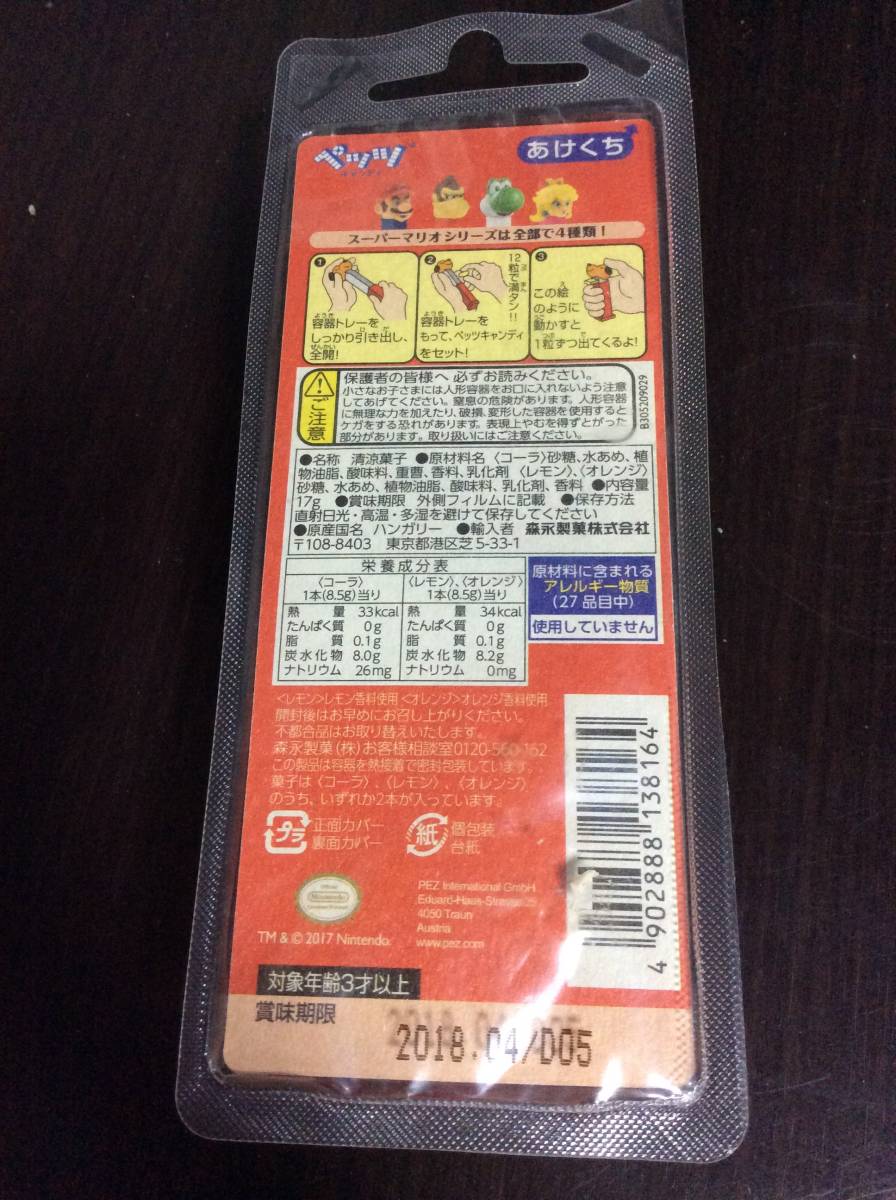 ペッツ
キャンディ
あけくち
スーパーマリオシリーズは全部で4種類！
1
容器トレーを
しっかり引き出し、
全開!
2
12粒で満タン!!
容器トレーを
もって、ペッツキャンディ
をセット!
3
この絵
のように
動かすと
1粒ずつ出てくるよ!
ご注意
保護者の皆様へ 必ずお読みください。
小さなお子さまには人形容器をお口に入れないよう注意
してあげてください。窒息の危険があります。人形容器
に無理な力を加えたり、破損、変形した容器を使用すると
ケガをする恐れがあります。表現上やむを得ずとがった
部分があります。取り扱いにはご注意ください。
B305209029
●名称 清涼菓子 ●原材料名 〈コーラ〉砂糖、水あめ、植
物油脂、酸味料、重曹、香料、乳化剤 〈レモン〉、〈オレンジ〉
砂糖、水あめ、植物油脂、酸味料、乳化剤、香料 ●内容量
17g ●賞味期限 外側フィルムに記載 ●保存方法
直射日光・高温・多湿を避けて保存してください
●原産国名 ハンガリー ●輸入者 森永製菓株式会社
〒108-8403 東京都港区芝5-33-1
栄養成分表
〈コーラ〉 〈レモン〉、〈オレンジ〉
1本(8.5g)当り 1本(8.5g)当り
熱量 33kcal 熱量 34kcal
たんぱく質 0g たんぱく質 0g
脂質 0.1g 脂質 0.1g
炭水化物 8.0g 炭水化物 8.2g
ナトリウム 26mg ナトリウム 0mg
原材料に含まれる
アレルギー物質
(27品目中)
使用していません
<レモン>レモン香料使用 <オレンジ>オレンジ香料使用
開封後はお早めにお召し上がりください。
不都合品はお取り替えいたします。
森永製菓(株)お客様相談室0120-560-162
この製品は容器を熱接着で密封包装しています。
菓子は〈コーラ〉、〈レモン〉、〈オレンジ〉
のうち、いずれか2本が入っています。
プラ
正面カバー
裏面カバー
紙
個包装
台紙
4 902888 138164
Official
Nintendo
Licensed Product
TM & © 2017 Nintendo.
PEZ International GmbH
Eduard-Haas-Strasse 25
4050 Traun
Austria
www.pez.com
対象年齢3才以上
賞味期限
2018.04/D05